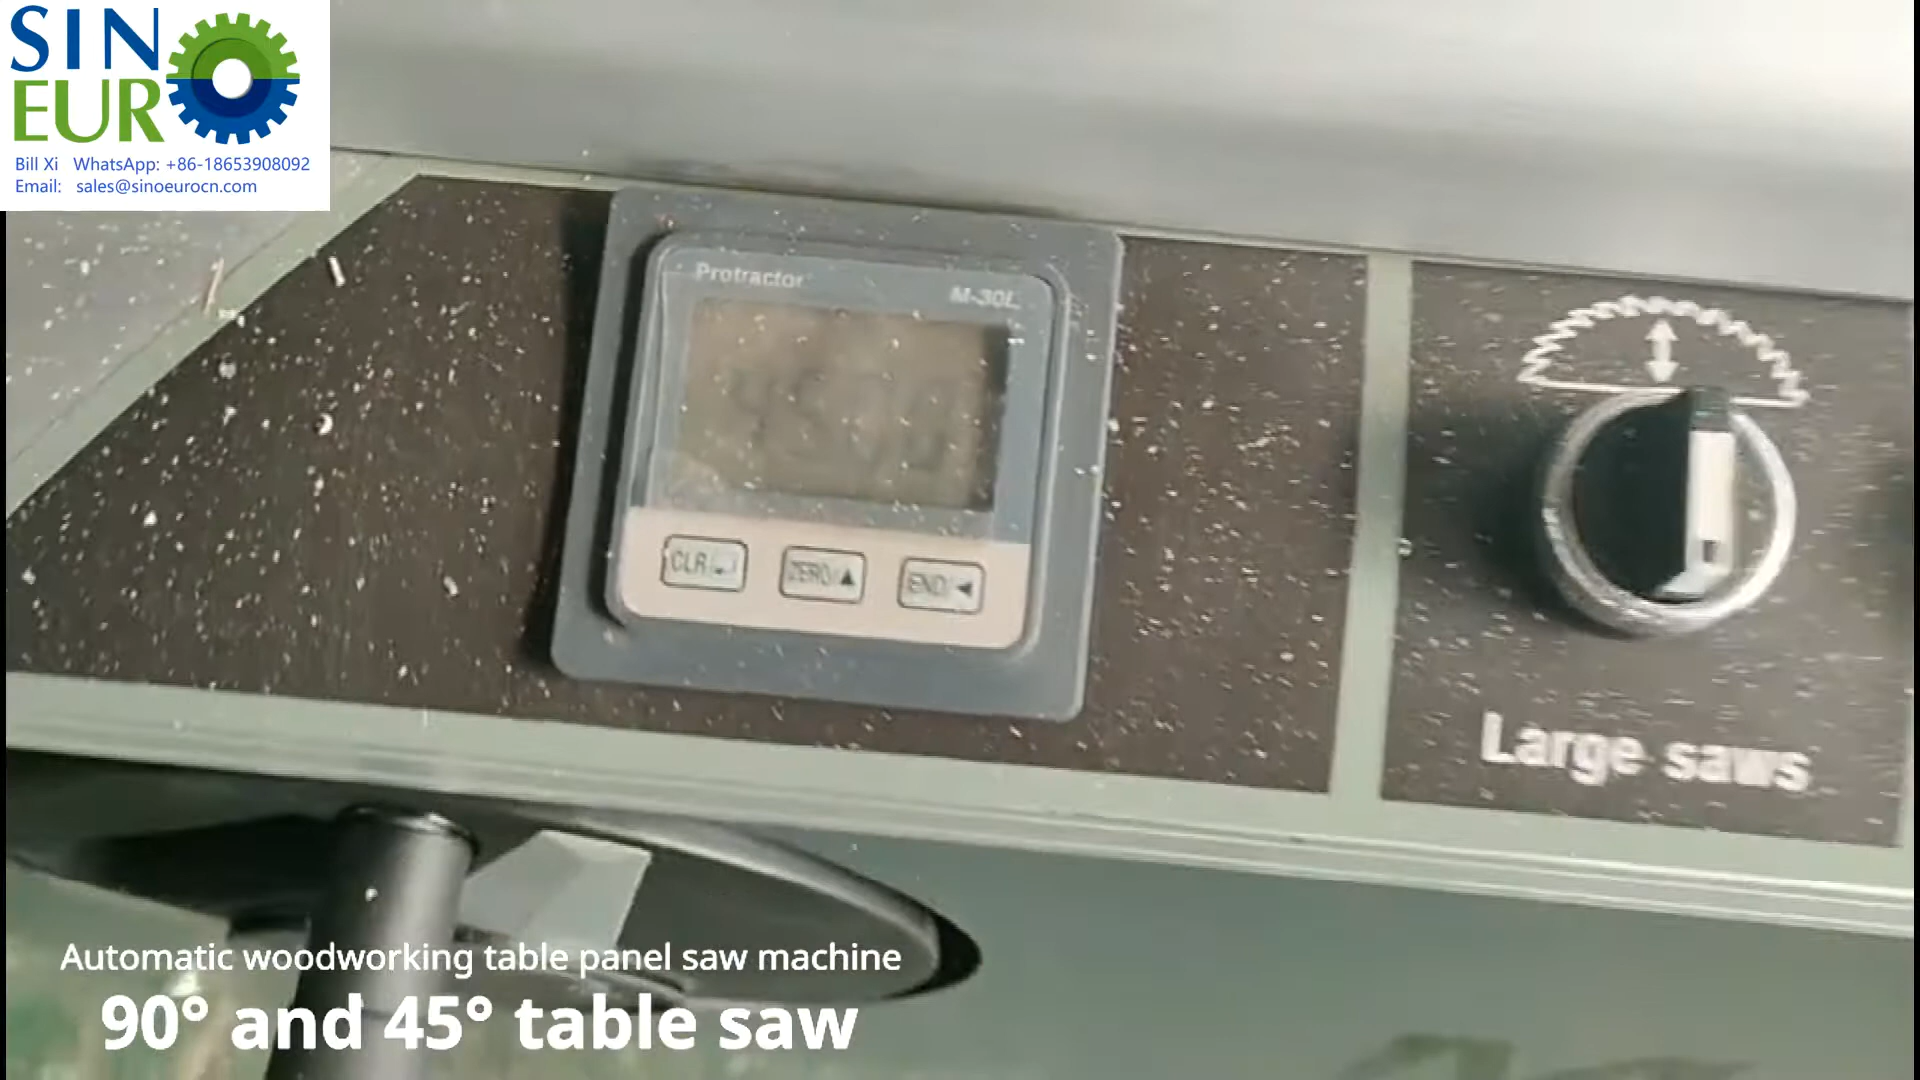 SIN
EURO
Bill Xi WhatsApp: +86-18653908092
Email: sales@sinoeurocn.com
Protractor
M-30L
CLR/
ZERO/▲
END/◀
Large saws
Automatic woodworking table panel saw machine
90° and 45° table saw